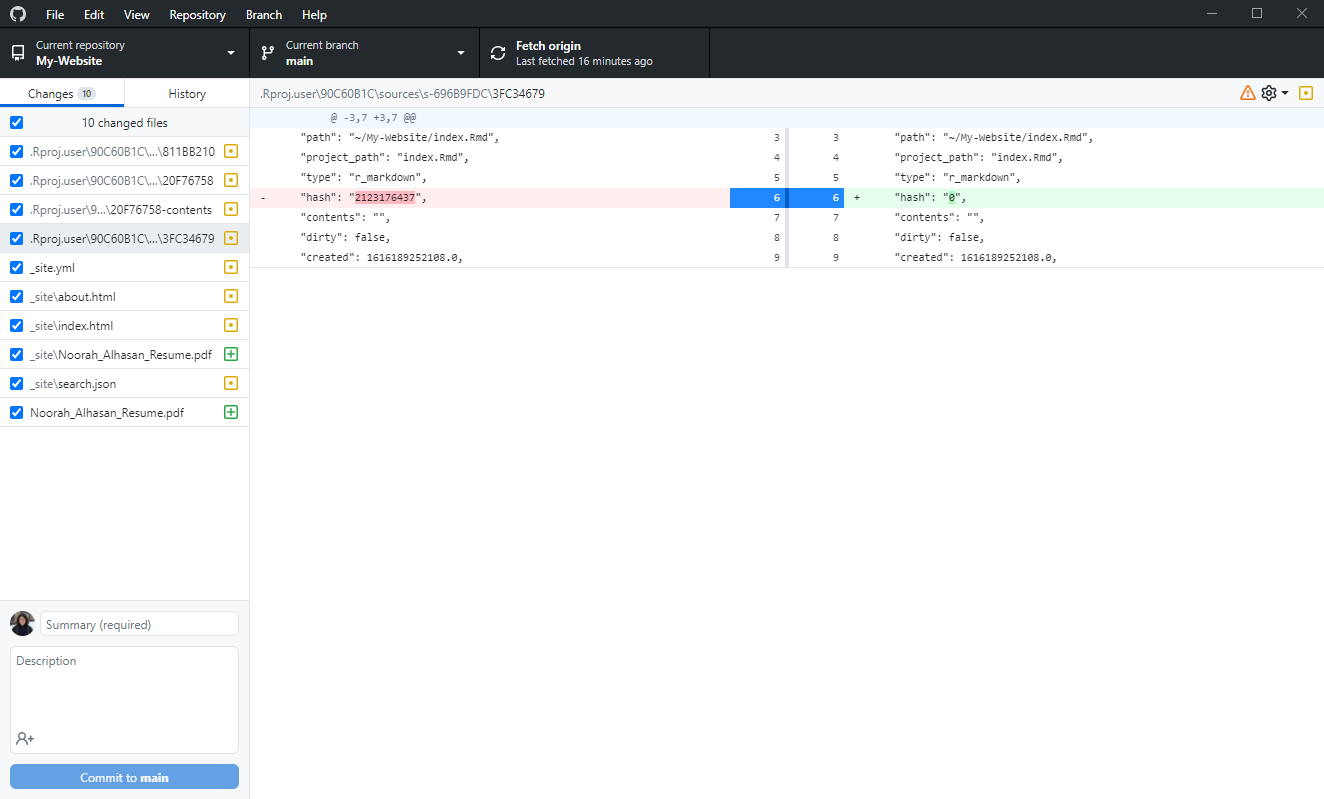 File Edit View Repository Branch Help
Current repository
My-Website
Current branch
main
Fetch origin
Last fetched 16 minutes ago
Changes 10 History
10 changed files
.Rproj.user\90C60B1C\...\811BB210
.Rproj.user\90C60B1C\...\20F76758
.Rproj.user\9...\20F76758-contents
.Rproj.user\90C60B1C\...\3FC34679
_site.yml
_site\about.html
_site\index.html
_site\Noorah_Alhasan_Resume.pdf
_site\search.json
Noorah_Alhasan_Resume.pdf
Summary (required)
Description
Commit to main
.Rproj.user\90C60B1C\sources\s-696B9FDC\3FC34679
@ -3,7 +3,7 @@
"path": "~/My-Website/index.Rmd", 3 3 "path": "~/My-Website/index.Rmd",
"project_path": "index.Rmd", 4 4 "project_path": "index.Rmd",
"type": "r_markdown", 5 5 "type": "r_markdown",
- "hash": "2123176437", 6 6 + "hash": "0",
"contents": "", 7 7 "contents": "",
"dirty": false, 8 8 "dirty": false,
"created": 1616189252108.0, 9 9 "created": 1616189252108.0,